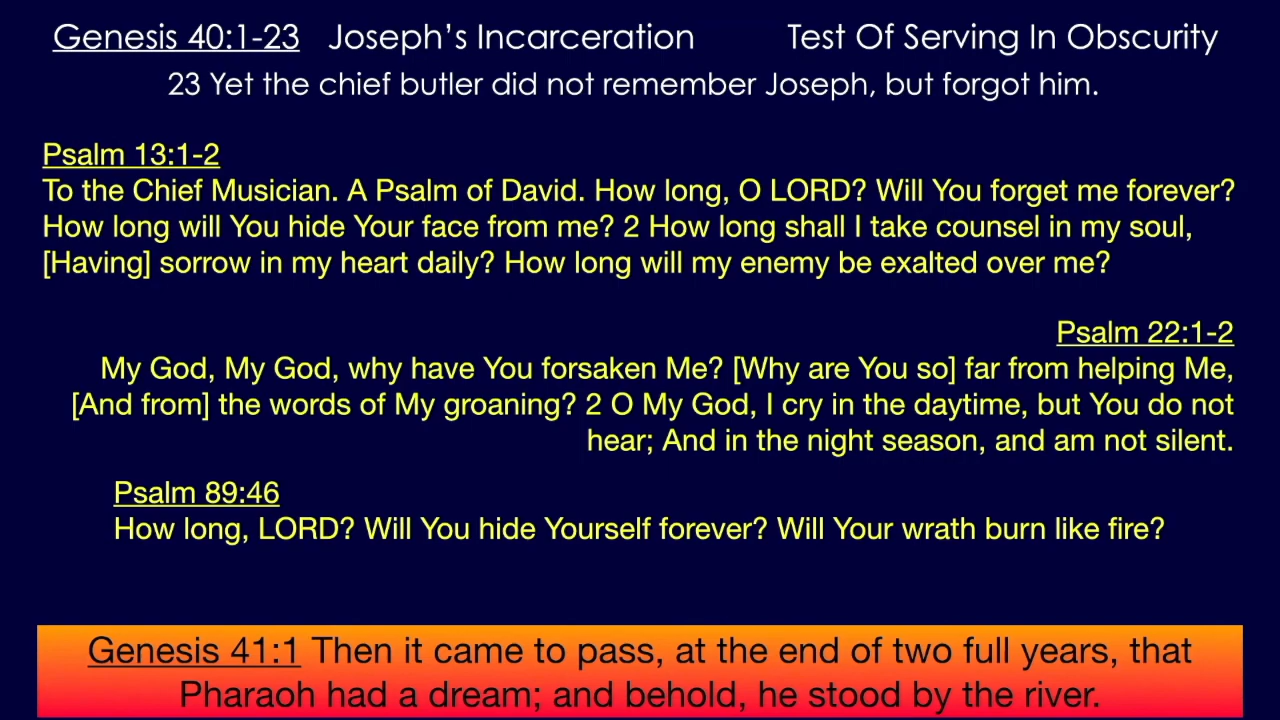 Genesis 40:1-23 Joseph's Incarceration Test Of Serving In Obscurity
23 Yet the chief butler did not remember Joseph, but forgot him.
Psalm 13:1-2
To the Chief Musician. A Psalm of David. How long, O LORD? Will You forget me forever?
How long will You hide Your face from me? 2 How long shall I take counsel in my soul,
[Having] sorrow in my heart daily? How long will my enemy be exalted over me?
Psalm 22:1-2
My God, My God, why have You forsaken Me? [Why are You so] far from helping Me,
[And from] the words of My groaning? 2 O My God, I cry in the daytime, but You do not
hear; And in the night season, and am not silent.
Psalm 89:46
How long, LORD? Will You hide Yourself forever? Will Your wrath burn like fire?
Genesis 41:1 Then it came to pass, at the end of two full years, that
Pharaoh had a dream; and behold, he stood by the river.